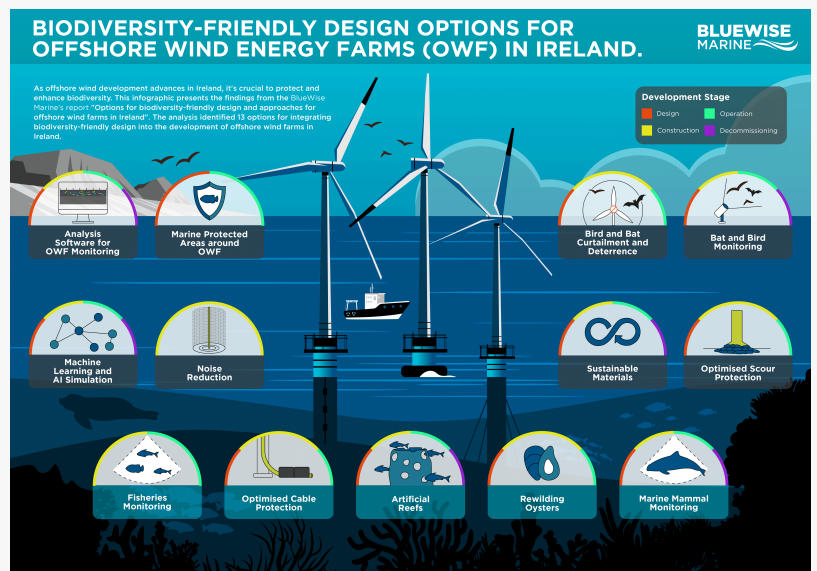 BIODIVERSITY-FRIENDLY DESIGN OPTIONS FOR
OFFSHORE WIND ENERGY FARMS (OWF) IN IRELAND.
BLUEWISE
MARINE
As offshore wind development advances in Ireland, it's crucial to protect and
enhance biodiversity. This infographic presents the findings from the BlueWise
Marine's report "Options for biodiversity-friendly design and approaches for
offshore wind farms in Ireland". The analysis identified 13 options for integrating
biodiversity-friendly design into the development of offshore wind farms in
Ireland.
Development Stage
Design
Operation
Construction
Decommissioning
Analysis
Software for
OWF Monitoring
Marine Protected
Areas around
OWF
Bird and Bat
Curtailment and
Deterrence
Bat and Bird
Monitoring
Machine
Learning and
AI Simulation
Noise
Reduction
Sustainable
Materials
Optimised Scour
Protection
Fisheries
Monitoring
Optimised Cable
Protection
Artificial
Reefs
Rewilding
Oysters
Marine Mammal
Monitoring